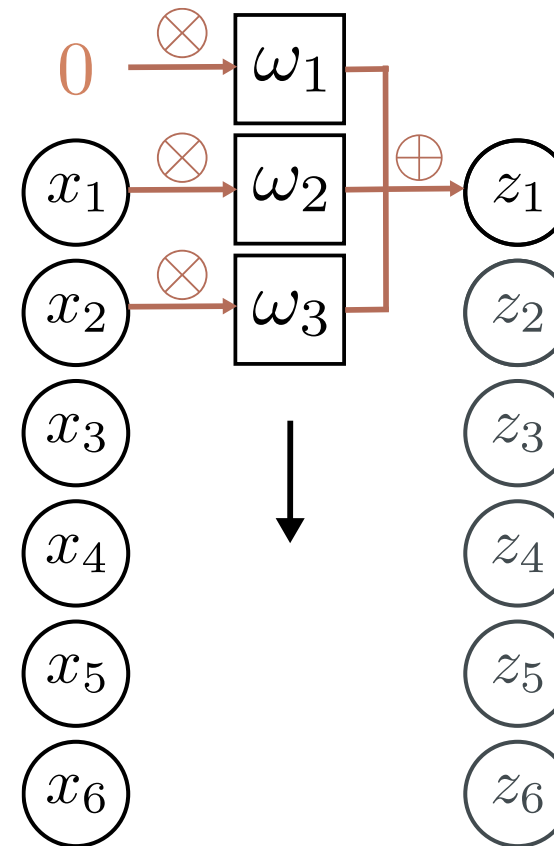 0 ⊗ ω₁
x₁ ⊗ ω₂ ⊕ z₁
x₂ ⊗ ω₃ z₂
x₃ z₃
x₄ z₄
x₅ z₅
x₆ z₆